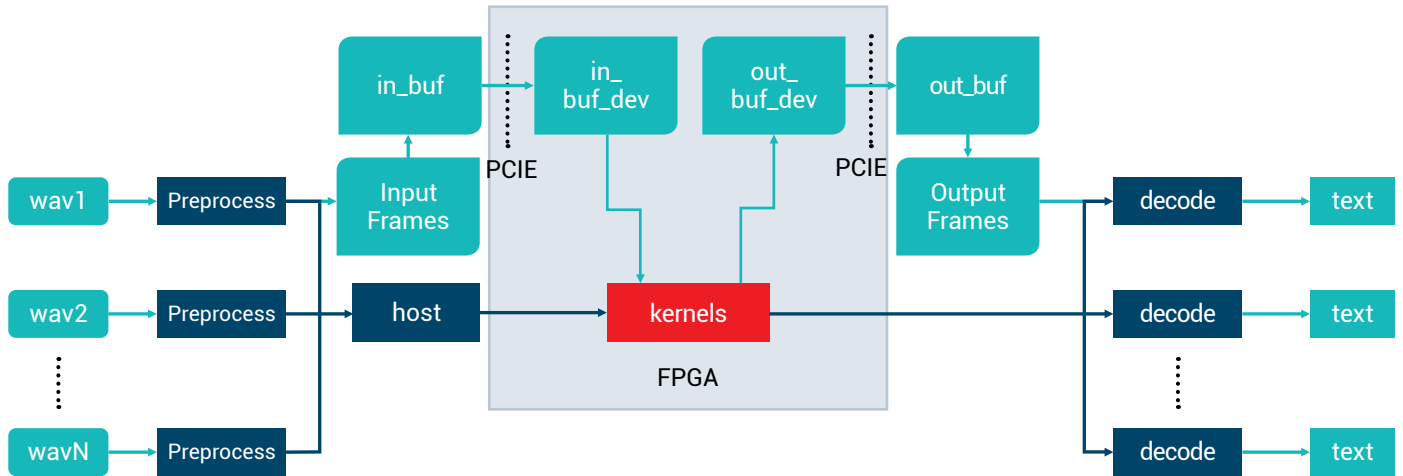 in_buf
in_
buf_dev
out_
buf_dev
out_buf
PCIE
PCIE
wav1
Preprocess
Input
Frames
Output
Frames
decode
text
wav2
Preprocess
host
kernels
decode
text
FPGA
wavN
Preprocess
decode
text